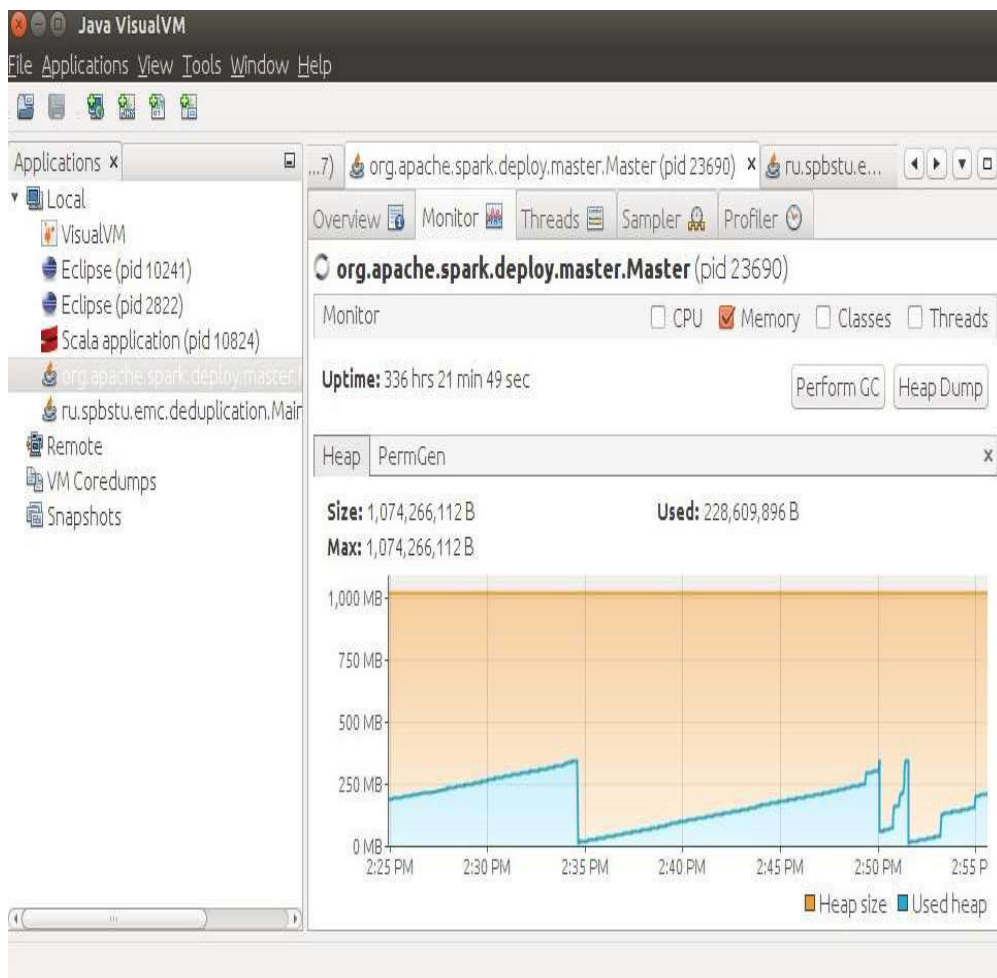 Java VisualVM
File Applications View Tools Window Help
Applications x
Local
VisualVM
Eclipse (pid 10241)
Eclipse (pid 2822)
Scala application (pid 10824)
org.apache.spark.deploy.master.
ru.spbstu.emc.deduplication.Main
Remote
VM Coredumps
Snapshots
...7) org.apache.spark.deploy.master.Master (pid 23690) x ru.spbstu.e...
Overview Monitor Threads Sampler Profiler
org.apache.spark.deploy.master.Master (pid 23690)
Monitor CPU Memory Classes Threads
Uptime: 336 hrs 21 min 49 sec
Perform GC Heap Dump
Heap PermGen x
Size: 1,074,266,112 B Used: 228,609,896 B
Max: 1,074,266,112 B
1,000 MB
750 MB
500 MB
250 MB
0 MB
2:25 PM 2:30 PM 2:35 PM 2:40 PM 2:45 PM 2:50 PM 2:55 P
Heap size Used heap